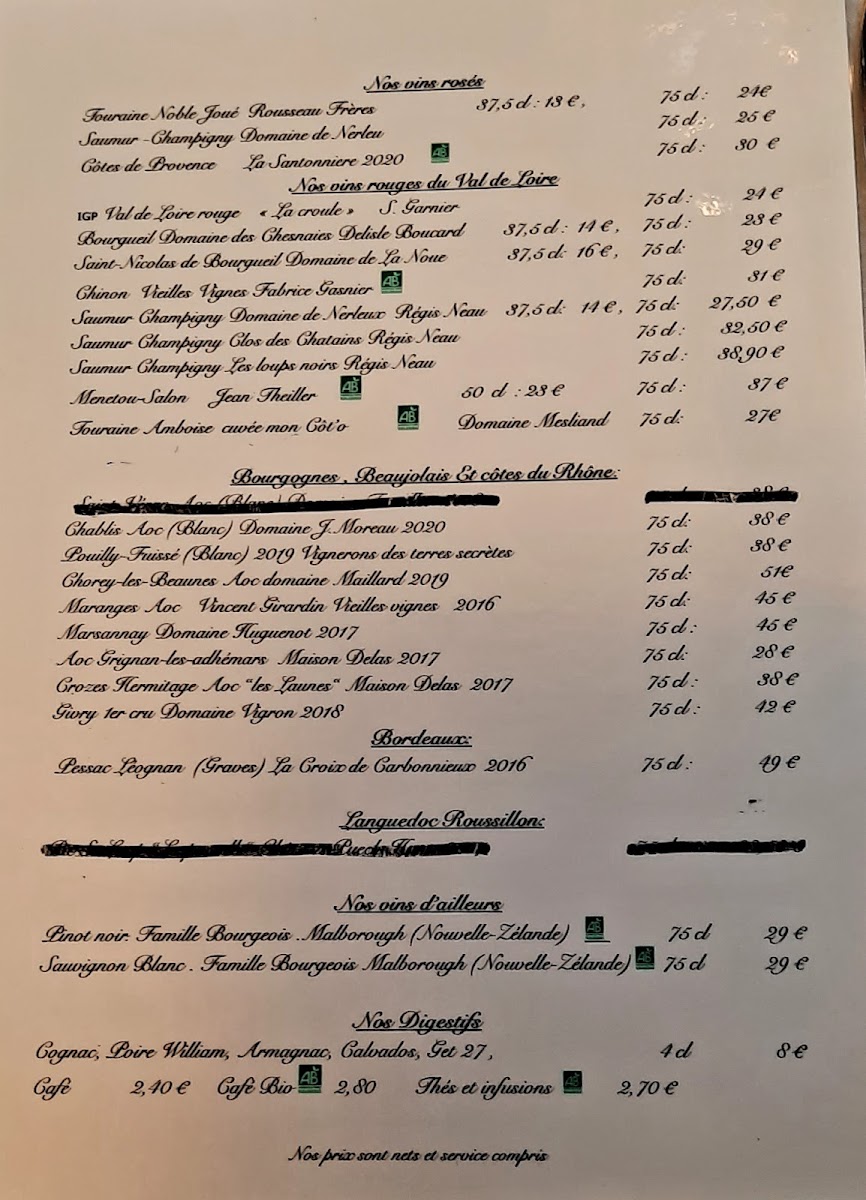 Nos vins rosés
Touraine Noble Joué Rousseau Frères 37,5 cl : 13 €, 75 cl : 24€
Saumur -Champigny Domaine de Nerleu 75 cl : 25 €
Côtes de Provence La Santonniere 2020 AB 75 cl : 30 €
Nos vins rouges du Val de Loire
IGP Val de Loire rouge « La croule » S. Garnier 75 cl : 24 €
Bourgueil Domaine des Chesnaies Delisle Boucard 37,5 cl : 14 €, 75 cl : 23 €
Saint-Nicolas de Bourgueil Domaine de La Noue 37,5 cl: 16 €, 75 cl: 29 €
Chinon Vieilles Vignes Fabrice Gasnier AB 75 cl: 31 €
Saumur Champigny Domaine de Nerleux Régis Neau 37,5 cl: 14 €, 75 cl: 27,50 €
Saumur Champigny Clos des Chatains Régis Neau 75 cl : 32,50 €
Saumur Champigny Les loups noirs Régis Neau 75 cl : 38,90 €
Menetou-Salon Jean Theiller AB 50 cl : 23 € 75 cl : 37 €
Touraine Amboise cuvée mon Côt'o AB Domaine Mesliand 75 cl: 27€
Bourgognes , Beaujolais Et côtes du Rhône:
Chablis Aoc (Blanc) Domaine J. Moreau 2020 75 cl: 38 €
Pouilly-Fuissé (Blanc) 2019 Vignerons des terres secrètes 75 cl: 38 €
Chorey-les-Beaunes Aoc domaine Maillard 2019 75 cl: 51€
Maranges Aoc Vincent Girardin Vieilles vignes 2016 75 cl: 45 €
Marsannay Domaine Huguenot 2017 75 cl : 45 €
Aoc Grignan-les-adhémars Maison Delas 2017 75 cl: 28 €
Crozes Hermitage Aoc "les Launes" Maison Delas 2017 75 cl : 38 €
Givry 1er cru Domaine Vigron 2018 75 cl : 42 €
Bordeaux:
Pessac Léognan (Graves) La Croix de Carbonnieux 2016 75 cl : 49 €
Languedoc Roussillon:
Nos vins d'ailleurs
Pinot noir. Famille Bourgeois . Malborough (Nouvelle-Zélande) AB 75 cl 29 €
Sauvignon Blanc . Famille Bourgeois Malborough (Nouvelle-Zélande) AB 75 cl 29 €
Nos Digestifs
Cognac, Poire William, Armagnac, Calvados, Get 27, 4 cl 8 €
Café 2,40 € Café Bio AB 2,80 Thés et infusions AB 2,70 €
Nos prix sont nets et service compris